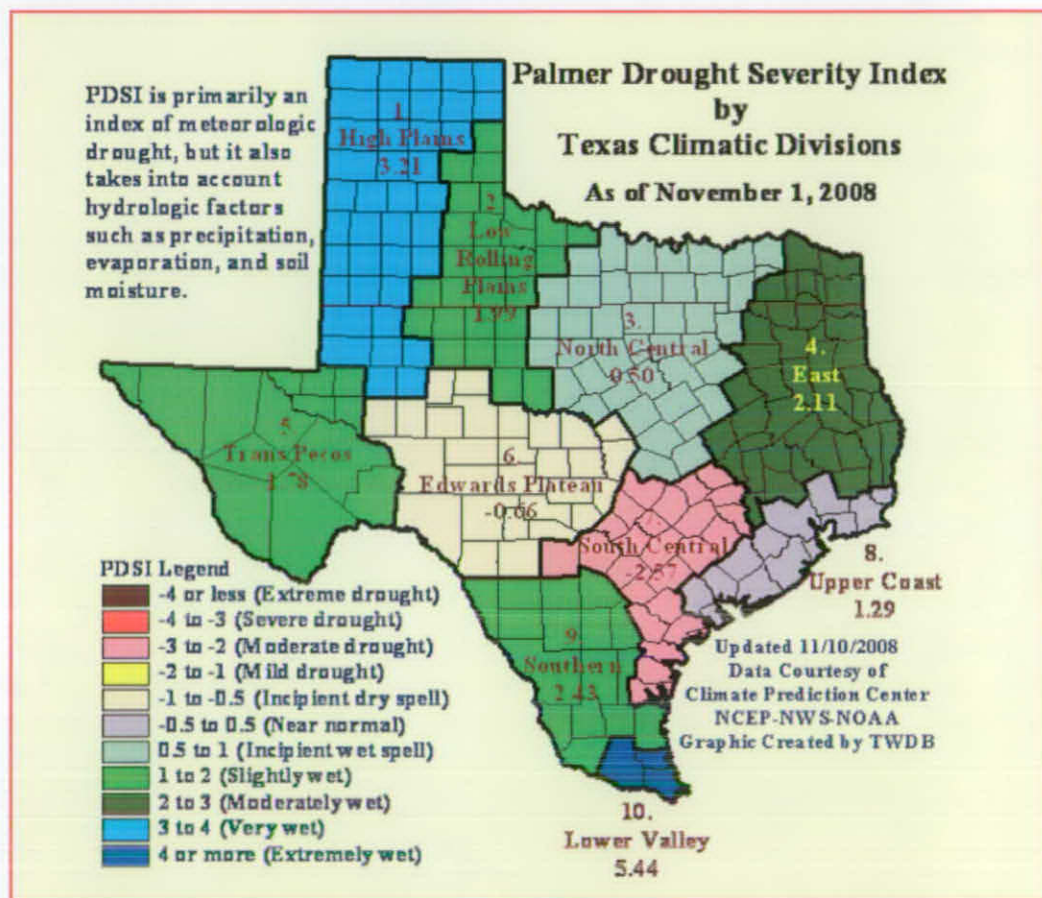 Palmer Drought Severity Index
by
Texas Climatic Divisions
As of November 1, 2008
PDSI is primarily an
index of meteorologic
drought, but it also
takes into account
hydrologic factors
such as precipitation,
evaporation, and soil
moisture.
1.
High Plains
3.21
2.
Low
Rolling
Plains
1.99
3.
North Central
0.50
4.
East
2.11
5.
Trans Pecos
6.
Edwards Plateau
-0.66
7.
South Central
-2.57
8.
Upper Coast
1.29
9.
Southern
2.43
10.
Lower Valley
5.44
PDSI Legend
-4 or less (Extreme drought)
-4 to -3 (Severe drought)
-3 to -2 (Moderate drought)
-2 to -1 (Mild drought)
-1 to -0.5 (Incipient dry spell)
-0.5 to 0.5 (Near normal)
0.5 to 1 (Incipient wet spell)
1 to 2 (Slightly wet)
2 to 3 (Moderately wet)
3 to 4 (Very wet)
4 or more (Extremely wet)
Updated 11/10/2008
Data Courtesy of
Climate Prediction Center
NCEP-NWS-NOAA
Graphic Created by TWDB